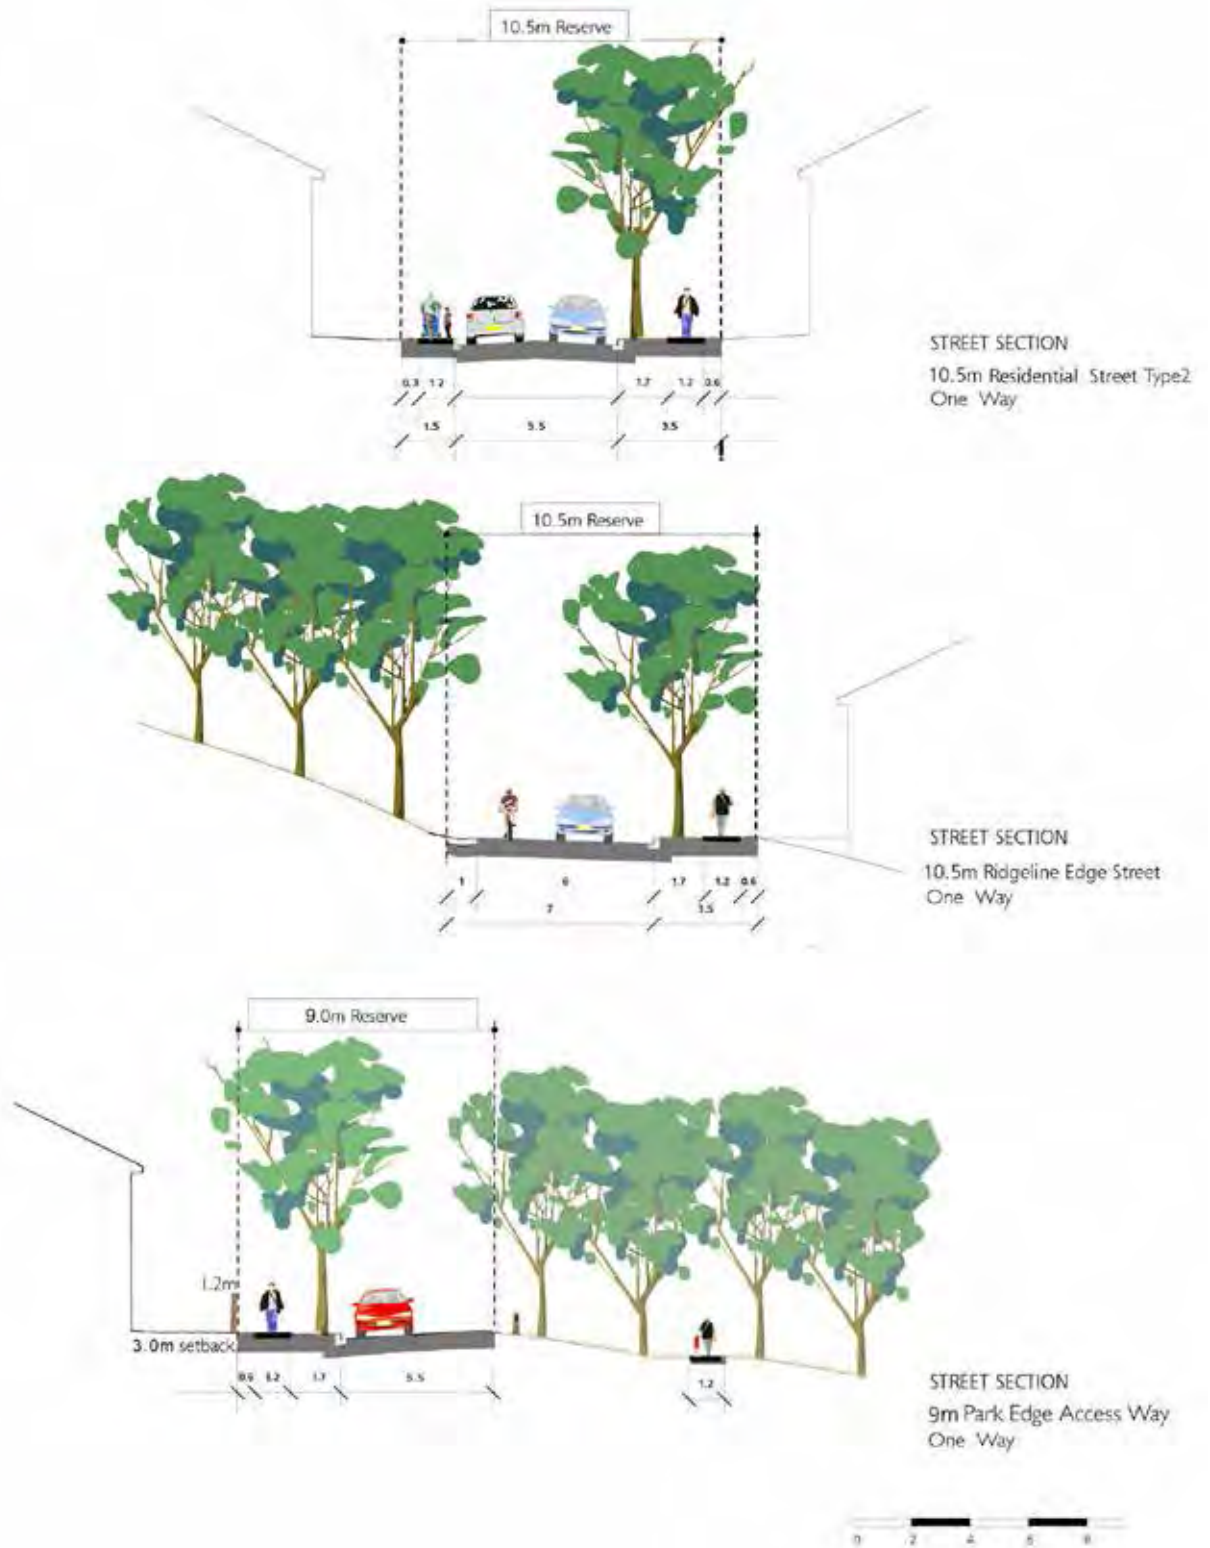 10.5m Reserve
0.3 1.2 1.7 1.2 0.6
1.5 5.5 3.5
STREET SECTION
10.5m Residential Street Type2
One Way
10.5m Reserve
1 6 1.7 1.2 0.6
7 3.5
STREET SECTION
10.5m Ridgeline Edge Street
One Way
9.0m Reserve
1.2m
3.0m setback
0.6 1.2 1.7 5.5
1.2
STREET SECTION
9m Park Edge Access Way
One Way
0 2 4 6 8